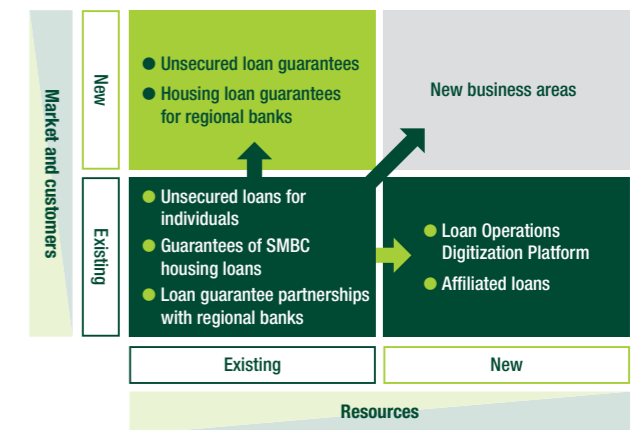 Market and customers
New
● Unsecured loan guarantees
● Housing loan guarantees
for regional banks
New business areas
Existing
● Unsecured loans for
individuals
● Guarantees of SMBC
housing loans
● Loan guarantee partnerships
with regional banks
● Loan Operations
Digitization Platform
● Affiliated loans
Existing
New
Resources